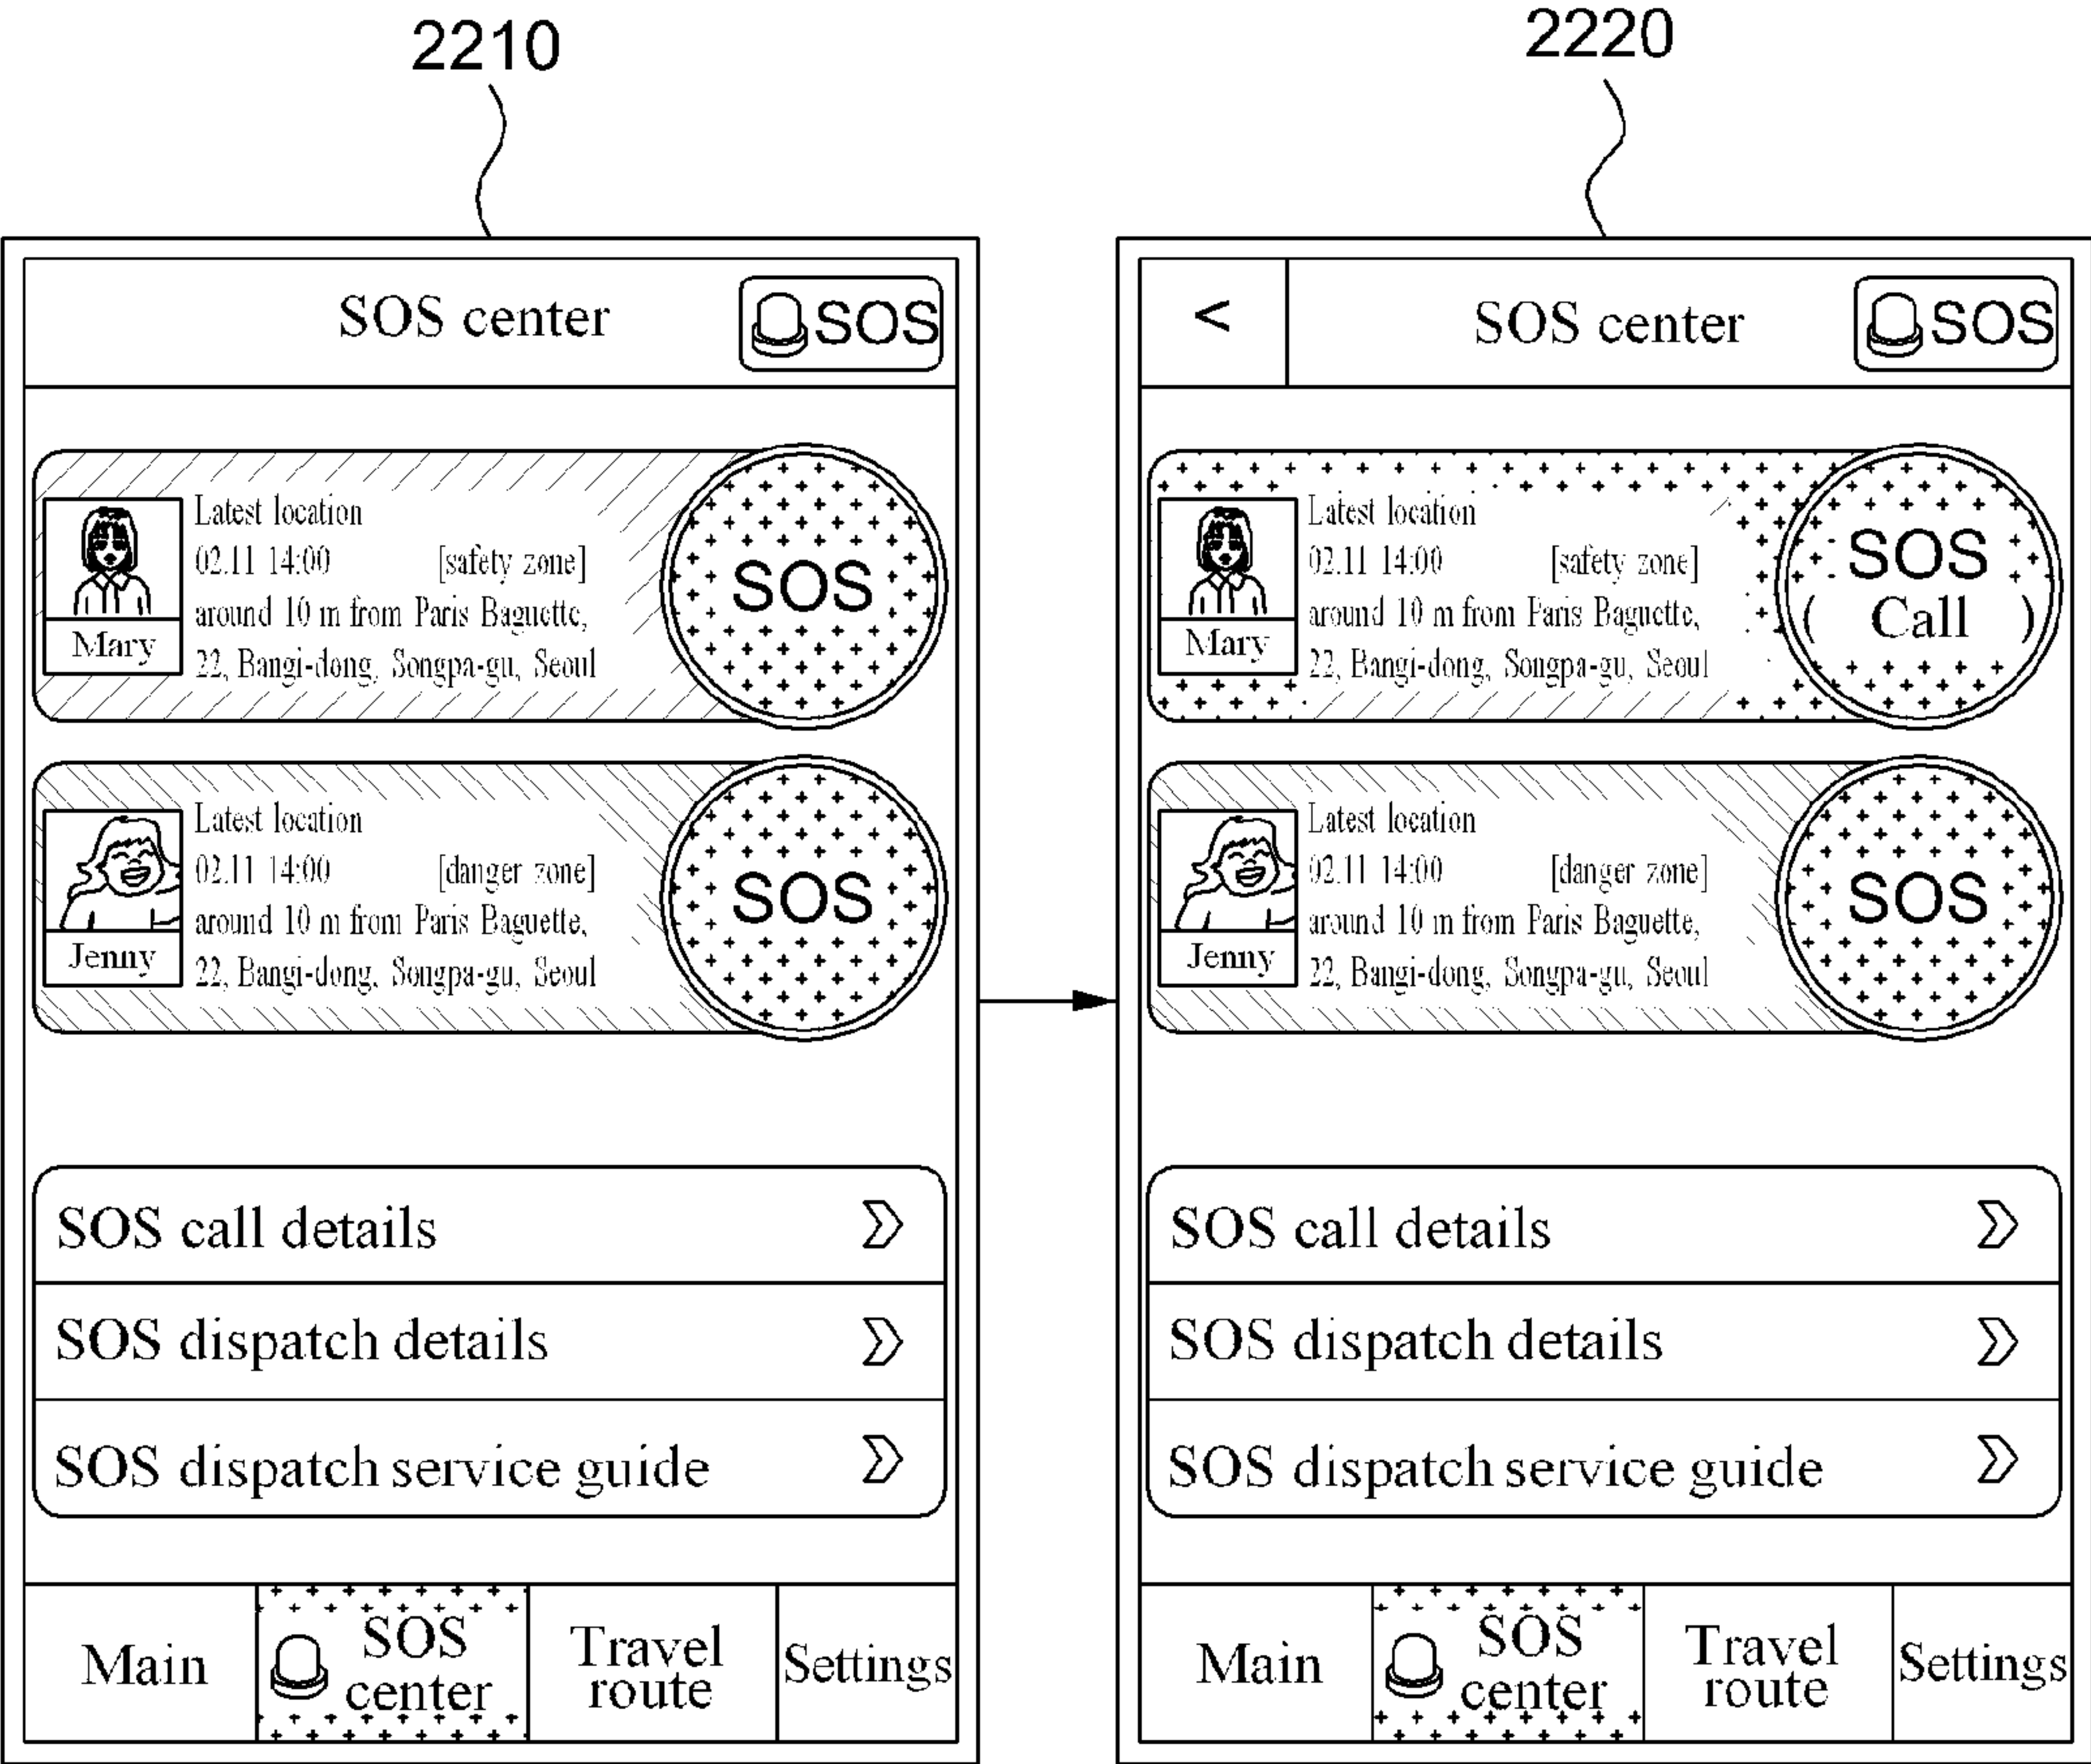 2210
SOS center
SOS
Latest location
02.11 14:00 [safety zone]
around 10 m from Paris Baguette,
22, Bangi-dong, Songpa-gu, Seoul
Mary
SOS
Latest location
02.11 14:00 [danger zone]
around 10 m from Paris Baguette,
22, Bangi-dong, Songpa-gu, Seoul
Jenny
SOS
SOS call details
SOS dispatch details
SOS dispatch service guide
Main
SOS
center
Travel
route
Settings
2220
<
SOS center
SOS
Latest location
02.11 14:00 [safety zone]
around 10 m from Paris Baguette,
22, Bangi-dong, Songpa-gu, Seoul
Mary
SOS
( Call )
Latest location
02.11 14:00 [danger zone]
around 10 m from Paris Baguette,
22, Bangi-dong, Songpa-gu, Seoul
Jenny
SOS
SOS call details
SOS dispatch details
SOS dispatch service guide
Main
SOS
center
Travel
route
Settings